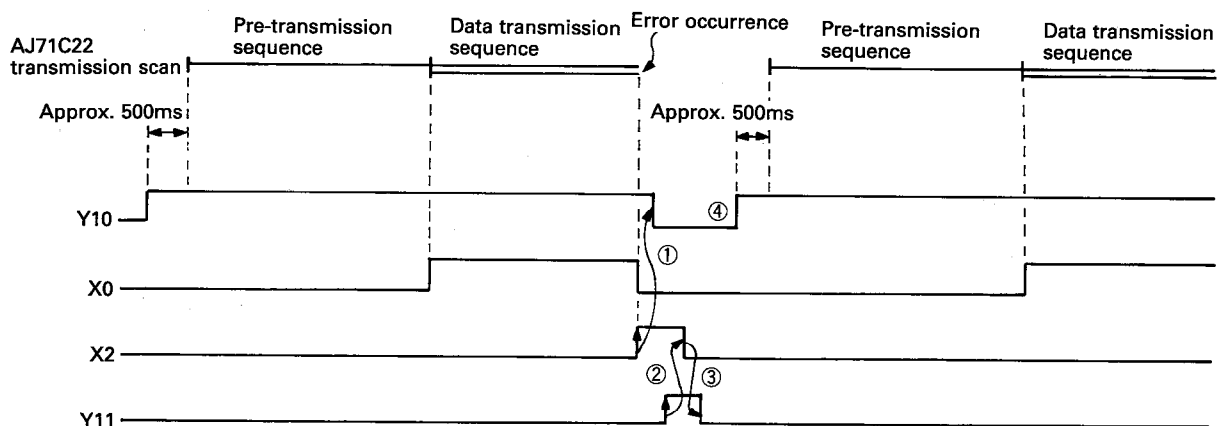 Pre-transmission
sequence
Data transmission
sequence
Error occurrence
Pre-transmission
sequence
Data transmission
sequence
AJ71C22
transmission scan
Approx. 500ms
Approx. 500ms
Y10
④
①
X0
X2
②
③
Y11